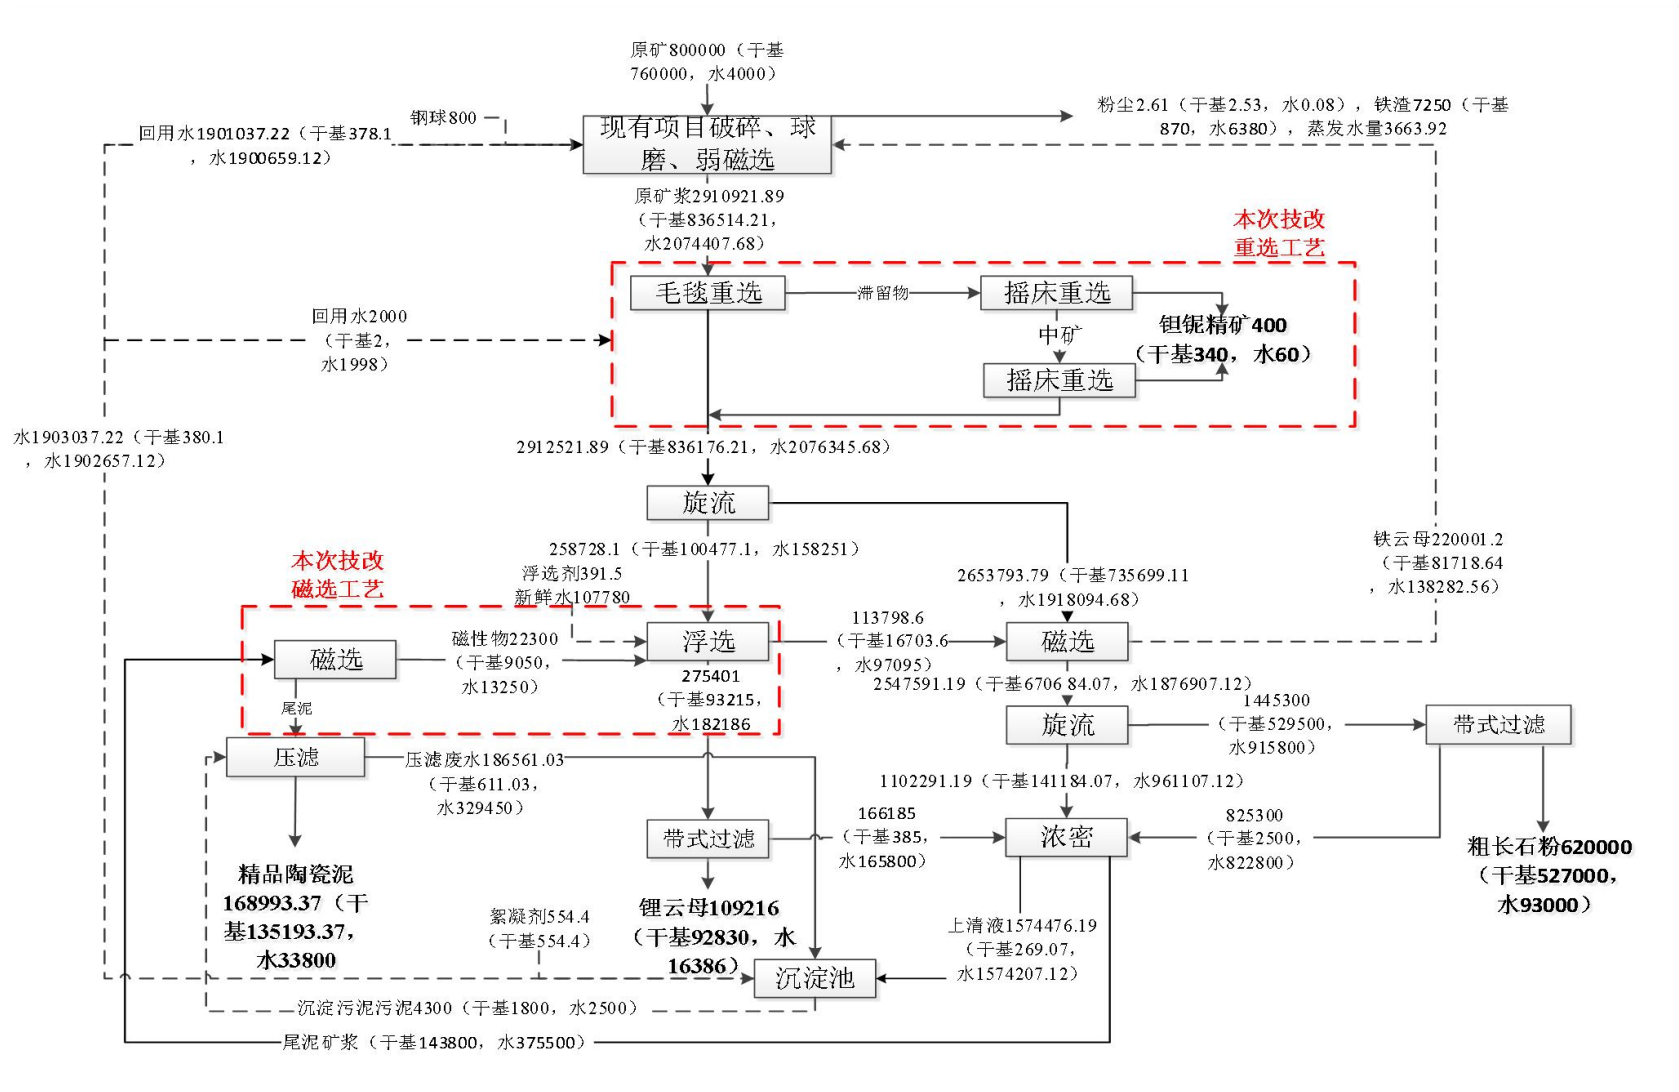 原矿800000（干基
760000，水4000）
钢球800
回用水1901037.22（干基378.1
，水1900659.12）
现有项目破碎、球
磨、弱磁选
粉尘2.61（干基2.53，水0.08），铁渣7250（干基
870，水6380），蒸发水量3663.92
原矿浆2910921.89
（干基836514.21，
水2074407.68）
本次技改
重选工艺
毛毯重选
滞留物
摇床重选
中矿
钽铌精矿400
（干基340，水60）
摇床重选
回用水2000
（干基2，
水1998）
水1903037.22（干基380.1
，水1902657.12）
2912521.89（干基836176.21，水2076345.68）
旋流
258728.1（干基100477.1，水158251）
浮选剂391.5
新鲜水107780
2653793.79（干基735699.11
，水1918094.68）
铁云母220001.2
（干基81718.64
，水138282.56）
本次技改
磁选工艺
磁选
磁性物22300
（干基9050，
水13250）
浮选
113798.6
（干基16703.6
，水97095）
磁选
275401
（干基93215，
水182186
2547591.19（干基6706 84.07，水1876907.12）
尾泥
旋流
1445300
（干基529500，
水915800）
带式过滤
压滤
压滤废水186561.03
（干基611.03，
水329450）
1102291.19（干基141184.07，水961107.12）
带式过滤
166185
（干基385，
水165800）
浓密
825300
（干基2500，
水822800）
粗长石粉620000
（干基527000，
水93000）
精品陶瓷泥
168993.37（干
基135193.37，
水33800
锂云母109216
（干基92830，水
16386）
絮凝剂554.4
（干基554.4）
上清液1574476.19
（干基269.07，
水1574207.12）
沉淀池
沉淀污泥污泥4300（干基1800，水2500）
尾泥矿浆（干基143800，水375500）